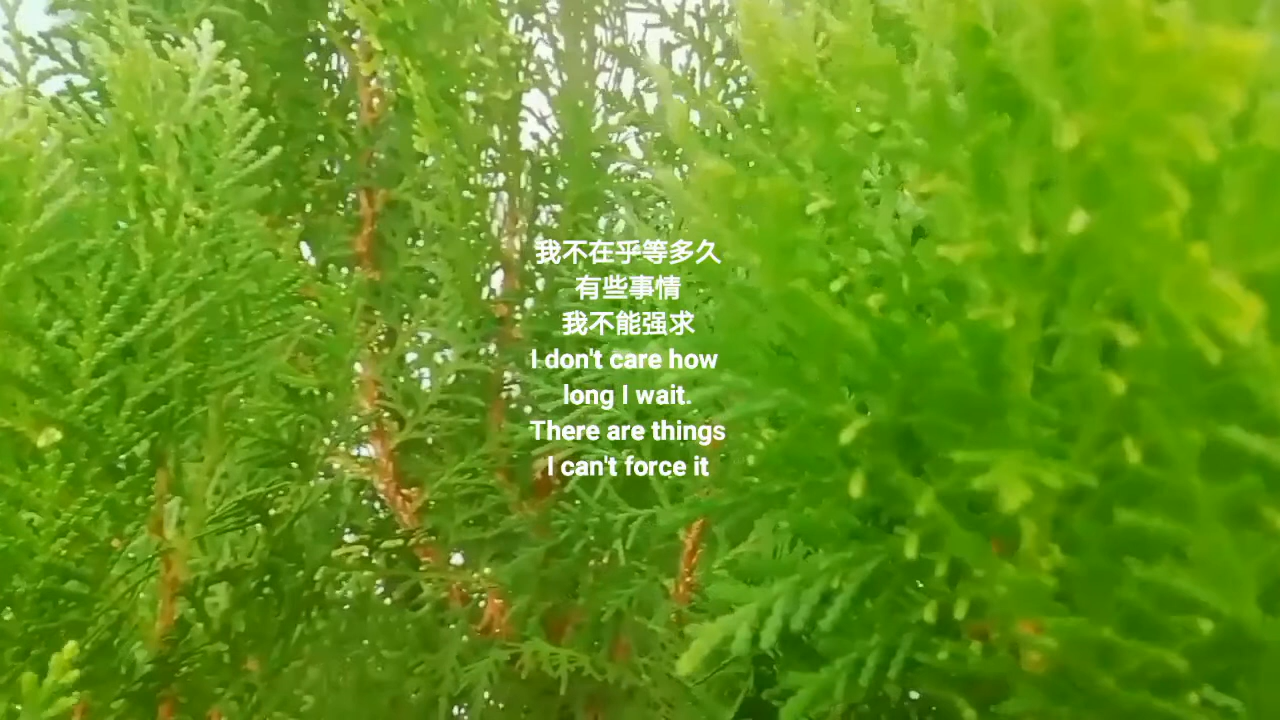 我不在乎等多久
有些事情
我不能强求
I don't care how
long I wait.
There are things
I can't force it